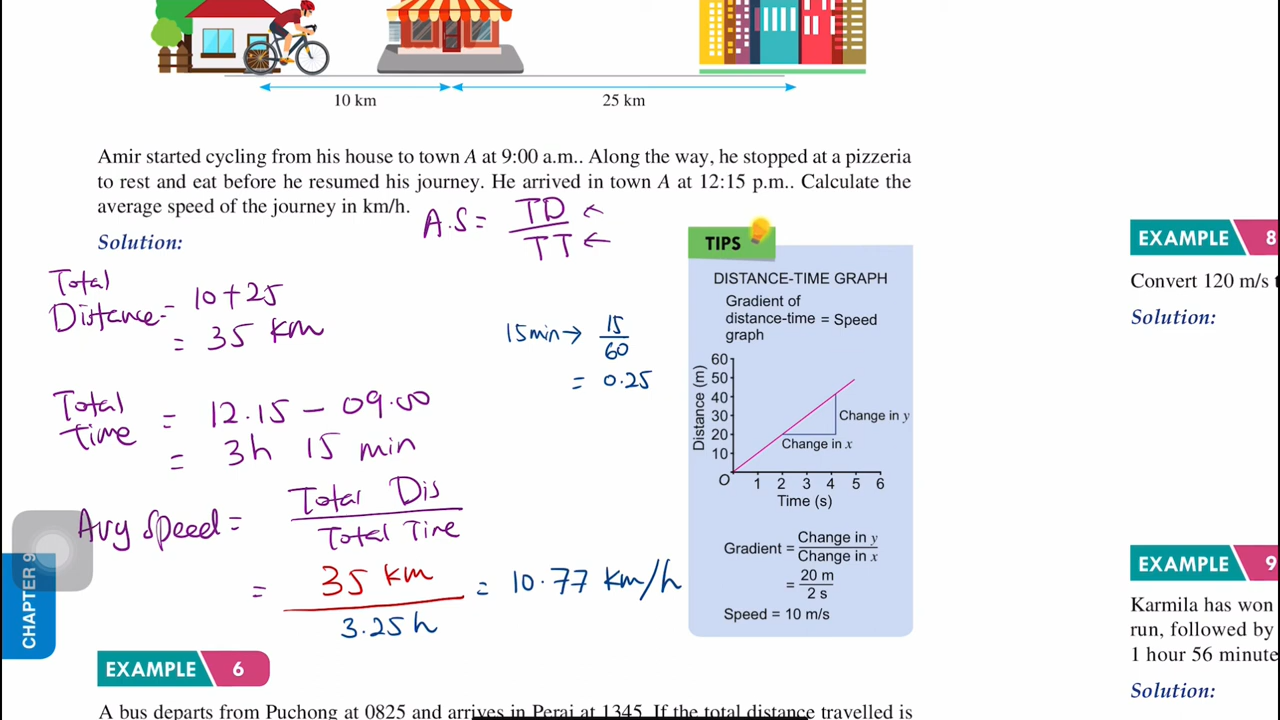 10 km
25 km
Amir started cycling from his house to town A at 9:00 a.m.. Along the way, he stopped at a pizzeria
to rest and eat before he resumed his journey. He arrived in town A at 12:15 p.m.. Calculate the
average speed of the journey in km/h.
A.S = TD / TT
Solution:
Total Distance = 10 + 25
= 35 km
15 min → 15/60
= 0.25
Total Time = 12.15 - 09.00
= 3h 15 min
Avy speed = Total Dis / Total Tire
= 35 km / 3.25 h = 10.77 km/h
TIPS
DISTANCE-TIME GRAPH
Gradient of
distance-time = Speed
graph
Distance (m)
60
50
40
30
20
10
O
1 2 3 4 5 6
Time (s)
Change in y
Change in x
Gradient = Change in y / Change in x
= 20 m / 2 s
Speed = 10 m/s
CHAPTER 9
EXAMPLE 6
A bus departs from Puchong at 0825 and arrives in Perai at 1345. If the total distance travelled is
EXAMPLE 8
Convert 120 m/s
Solution:
EXAMPLE 9
Karmila has won
run, followed by
1 hour 56 minute
Solution: